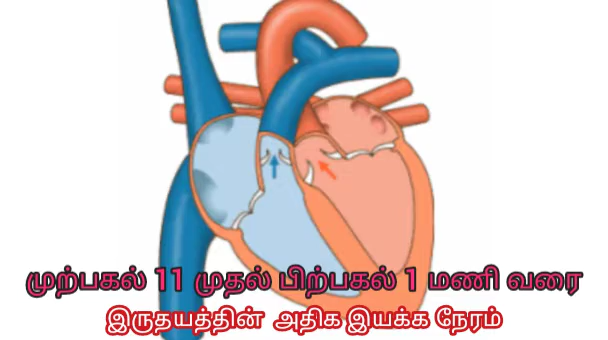 முற்பகல் 11 முதல் பிற்பகல் 1 மணி வரை
இருதயத்தின் அதிக இயக்க நேரம்